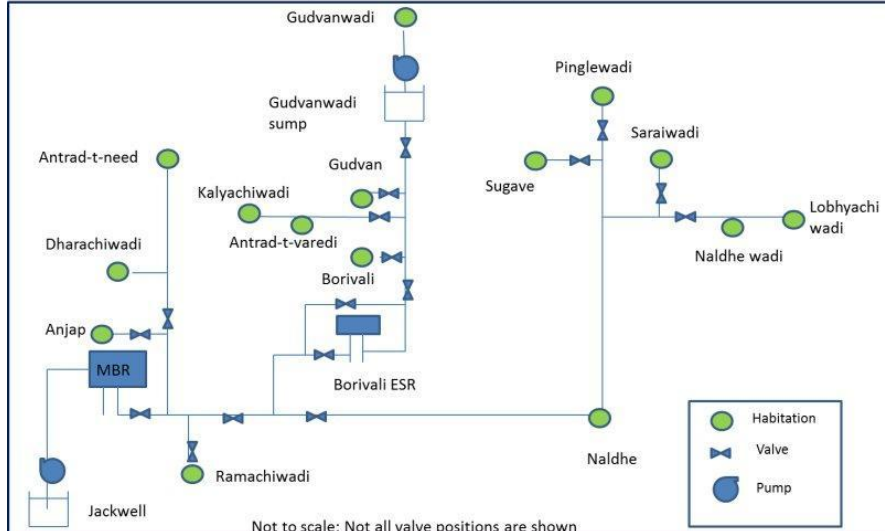 Gudvanwadi
Pinglewadi
Gudvanwadi
sump
Saraiwadi
Antrad-t-need
Gudvan
Sugave
Kalyachiwadi
Lobhyachi
wadi
Antrad-t-varedi
Dharachiwadi
Naldhe wadi
Borivali
Anjap
MBR
Borivali ESR
Habitation
Valve
Naldhe
Ramachiwadi
Pump
Jackwell
Not to scale; Not all valve positions are shown